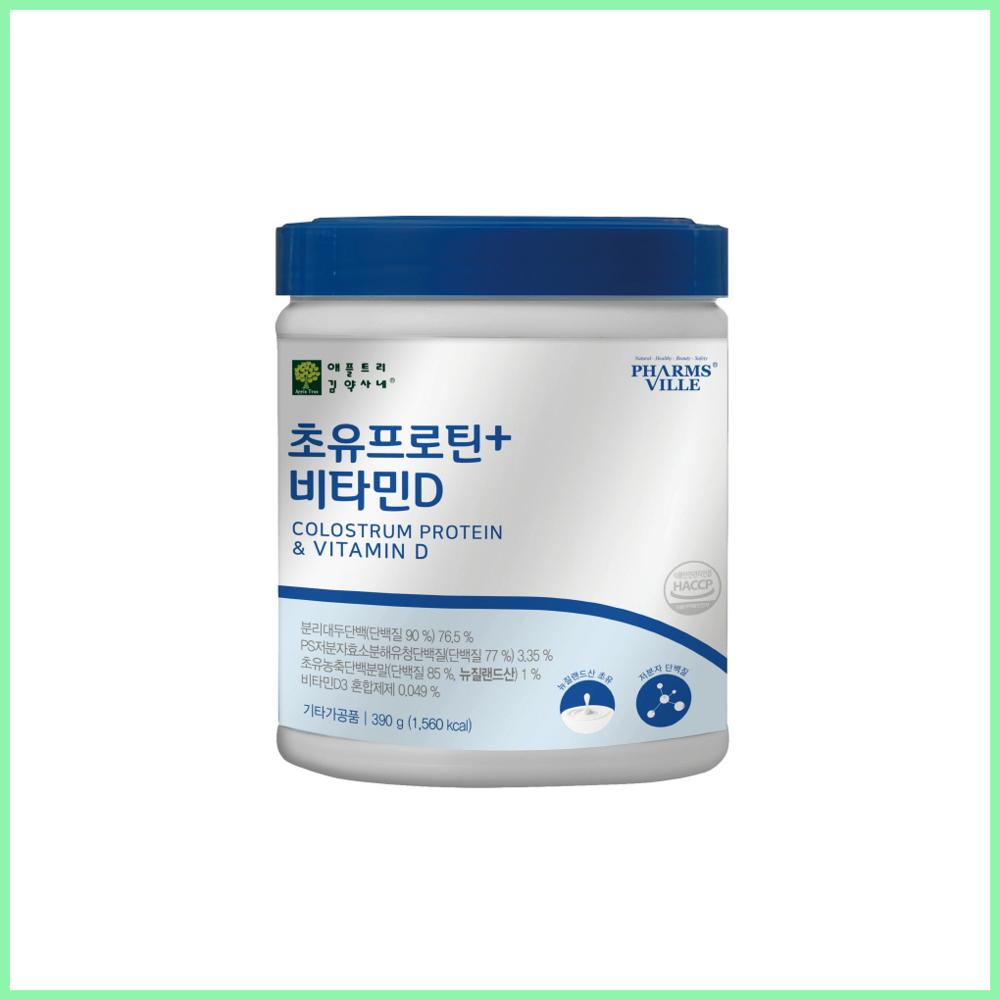 애플트리
김약사네®
Apple Tree
Natural · Healthy · Beauty · Safety
PHARMS®
VILLE
초유프로틴+
비타민D
COLOSTRUM PROTEIN
& VITAMIN D
HACCP
분리대두단백(단백질 90 %) 76.5 %
PS저분자효소분해유청단백질(단백질 77 %) 3.35 %
초유농축단백분말(단백질 85 %, 뉴질랜드산) 1 %
비타민D3 혼합제제 0.049 %
뉴질랜드산 초유
저분자 단백질
기타가공품 | 390 g (1,560 kcal)